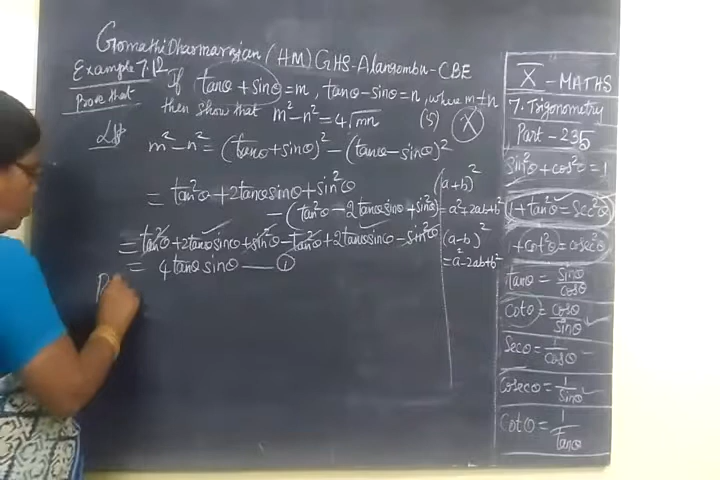 Gomathi Dharmarajan (HM) GHS-Alansombu-CBE
Example 7.12
Prove that
If tanθ + sinθ = m, tanθ - sinθ = n, where m ≠ n
then show that m² - n² = 4√mn (5) X
LHS
m² - n² = (tanθ + sinθ)² - (tanθ - sinθ)²
= tan²θ + 2tanθsinθ + sin²θ
- (tan²θ - 2tanθsinθ + sin²θ)
= tan²θ + 2tanθsinθ + sin²θ - tan²θ + 2tanθsinθ - sin²θ
= 4 tanθ sinθ — ①
R
(a+b)²
= a² + 2ab + b²
(a-b)²
= a² - 2ab + b²
X - MATHS
7. Trigonometry
Part - 235
sin²θ + cos²θ = 1
1 + tan²θ = sec²θ
+ cot²θ = cosec²θ
tanθ = sinθ/cosθ
cotθ = cosθ/sinθ
secθ = 1/cosθ
cosecθ = 1/sinθ
cotθ = 1/tanθ